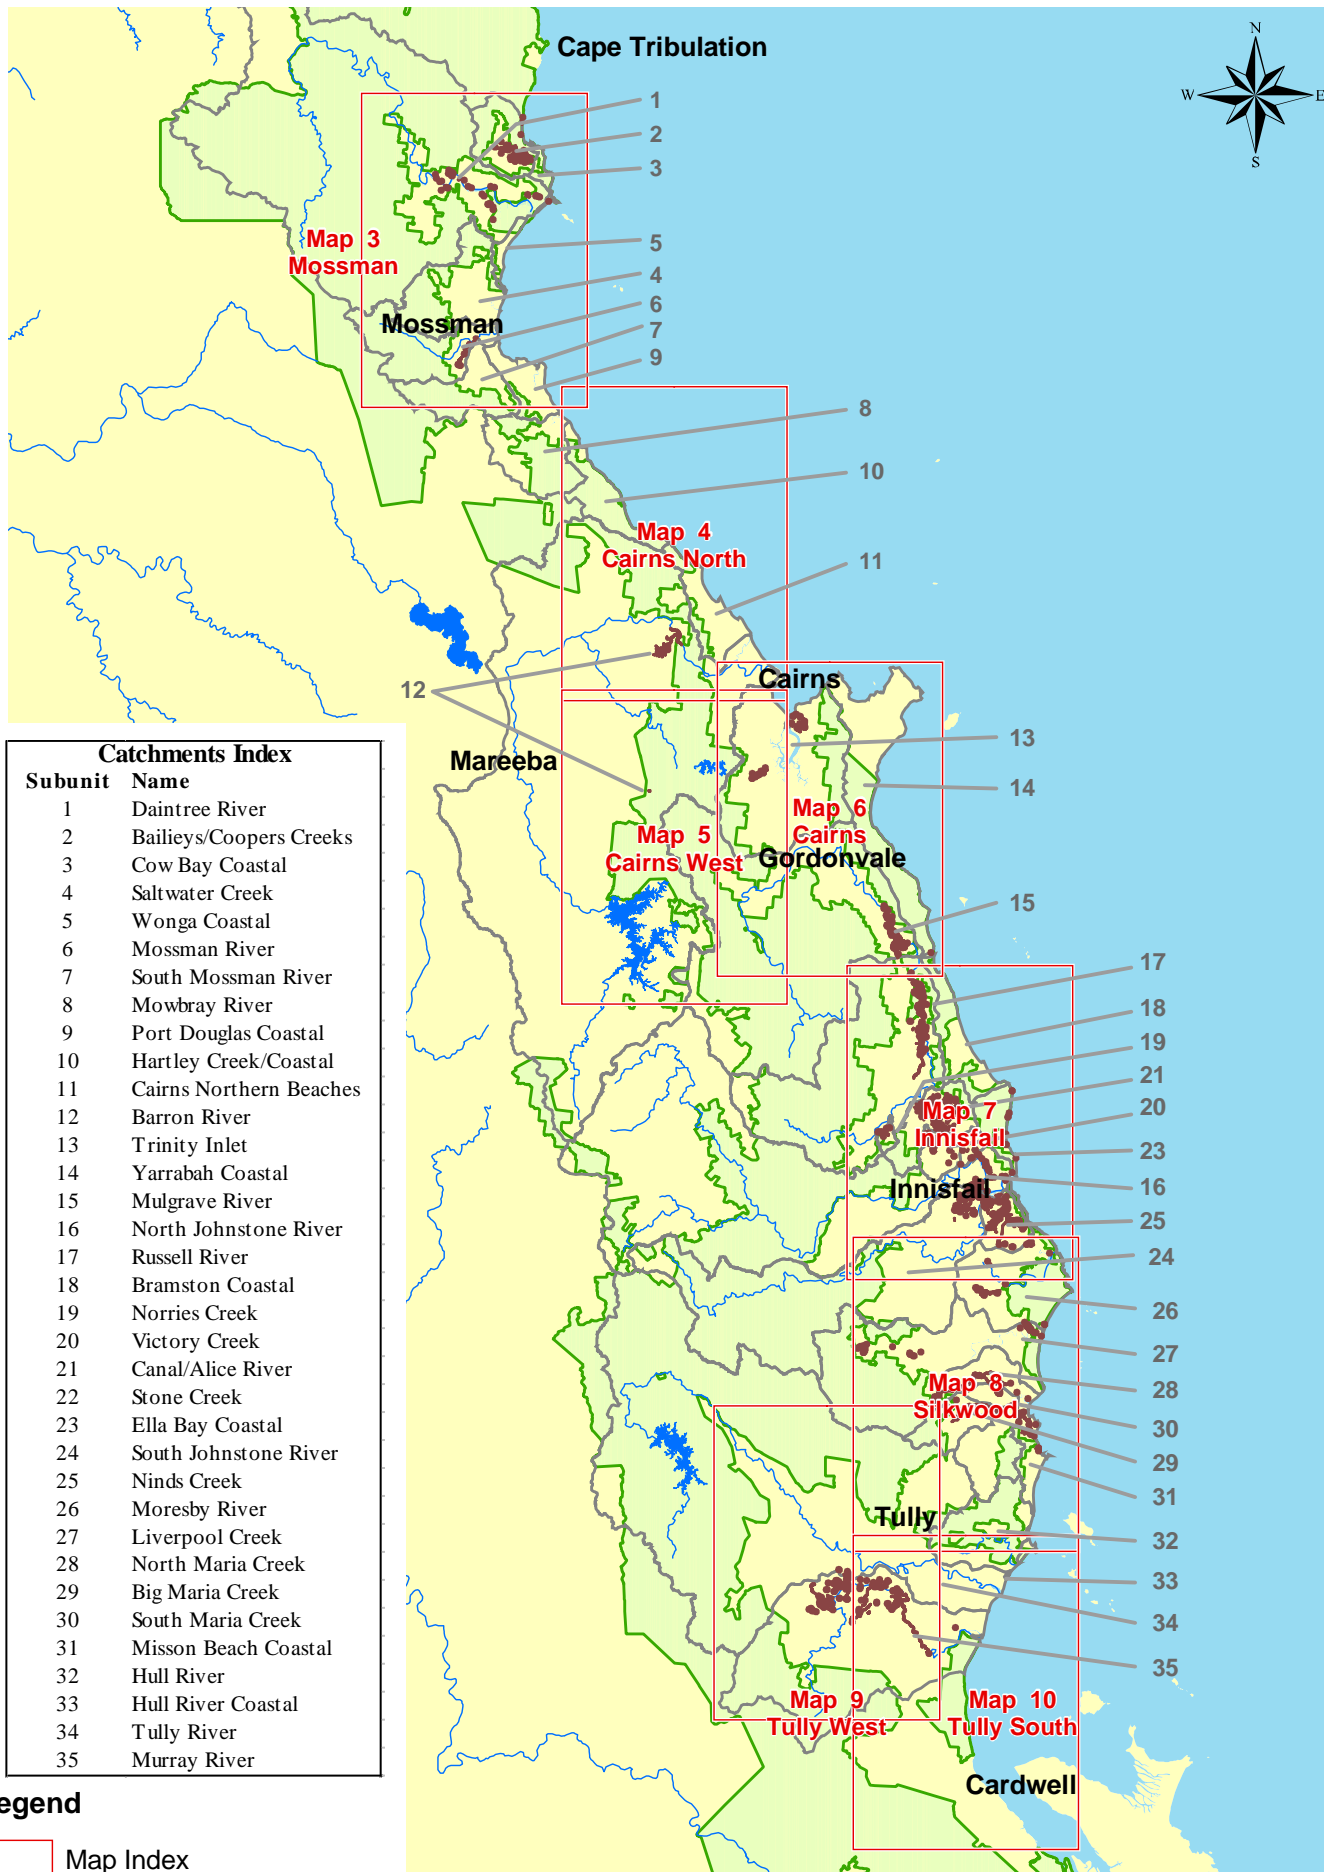 Cape Tribulation
N
W
E
S
1
2
3
5
4
6
7
9
8
10
11
12
13
14
15
17
18
19
21
20
23
16
25
24
26
27
28
30
29
31
32
33
34
35
Map 3
Mossman
Mossman
Map 4
Cairns North
Cairns
Mareeba
Map 5
Cairns West
Map 6
Cairns
Gordonvale
Map 7
Innisfail
Innisfail
Map 8
Silkwood
Tully
Map 9
Tully West
Map 10
Tully South
Cardwell
Catchments Index
Subunit Name
1 Daintree River
2 Bailieys/Coopers Creeks
3 Cow Bay Coastal
4 Saltwater Creek
5 Wonga Coastal
6 Mossman River
7 South Mossman River
8 Mowbray River
9 Port Douglas Coastal
10 Hartley Creek/Coastal
11 Cairns Northern Beaches
12 Barron River
13 Trinity Inlet
14 Yarrabah Coastal
15 Mulgrave River
16 North Johnstone River
17 Russell River
18 Bramston Coastal
19 Norries Creek
20 Victory Creek
21 Canal/Alice River
22 Stone Creek
23 Ella Bay Coastal
24 South Johnstone River
25 Ninds Creek
26 Moresby River
27 Liverpool Creek
28 North Maria Creek
29 Big Maria Creek
30 South Maria Creek
31 Misson Beach Coastal
32 Hull River
33 Hull River Coastal
34 Tully River
35 Murray River
egend
Map Index